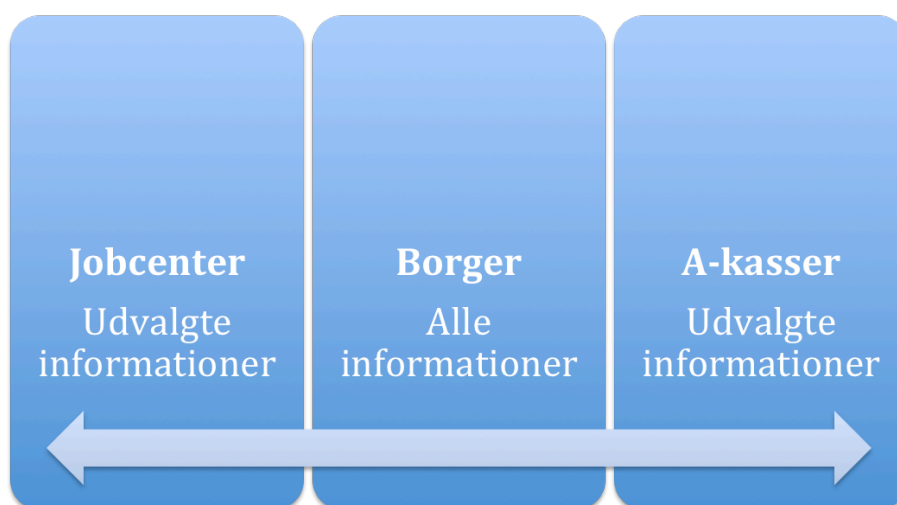 Jobcenter
Udvalgte
informationer
Borger
Alle
informationer
A-kasser
Udvalgte
informationer